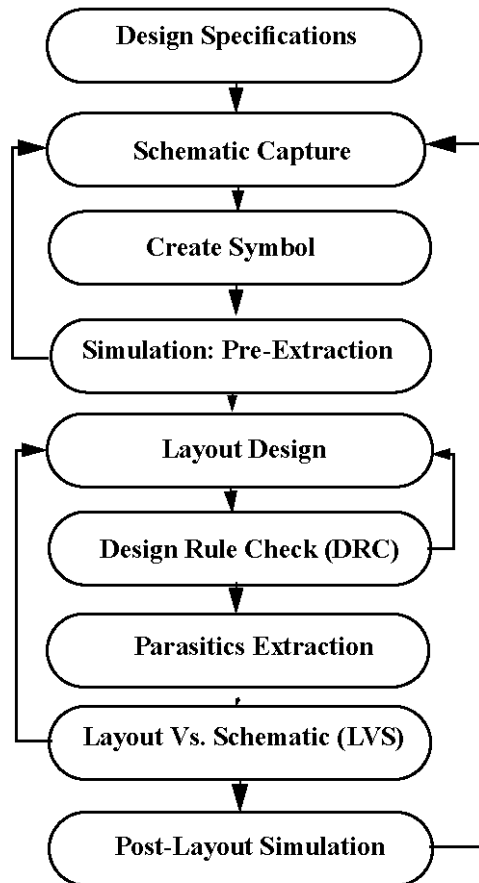 Design Specifications
Schematic Capture
Create Symbol
Simulation: Pre-Extraction
Layout Design
Design Rule Check (DRC)
Parasitics Extraction
Layout Vs. Schematic (LVS)
Post-Layout Simulation